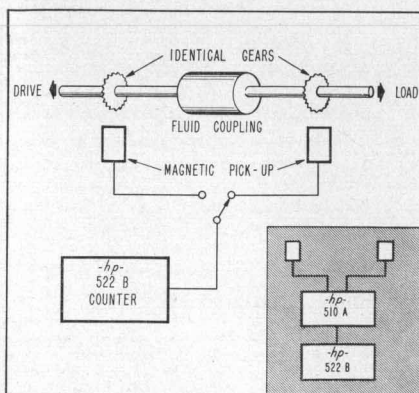 IDENTICAL GEARS
DRIVE
LOAD
FLUID COUPLING
MAGNETIC PICK-UP
-hp-
522 B
COUNTER
-hp-
510 A
-hp-
522 B